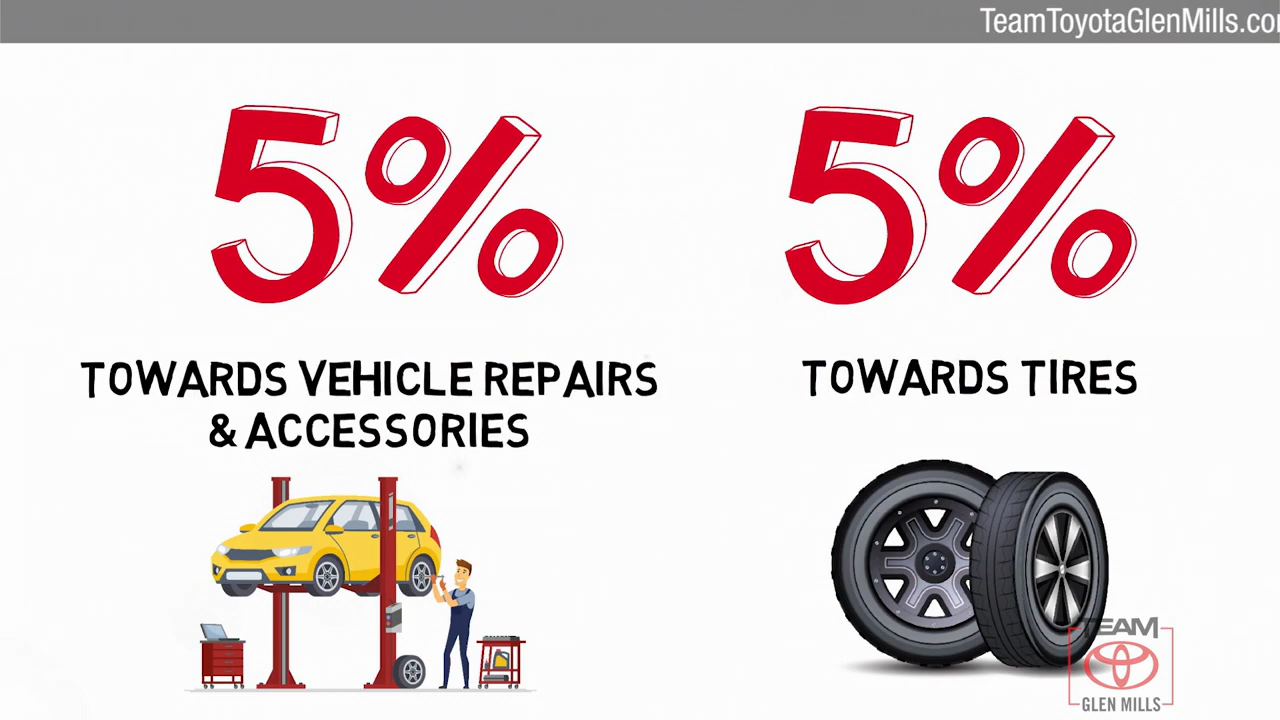 TeamToyotaGlenMills.co
5%
TOWARDS VEHICLE REPAIRS
& ACCESSORIES
5%
TOWARDS TIRES
TEAM
GLEN MILLS